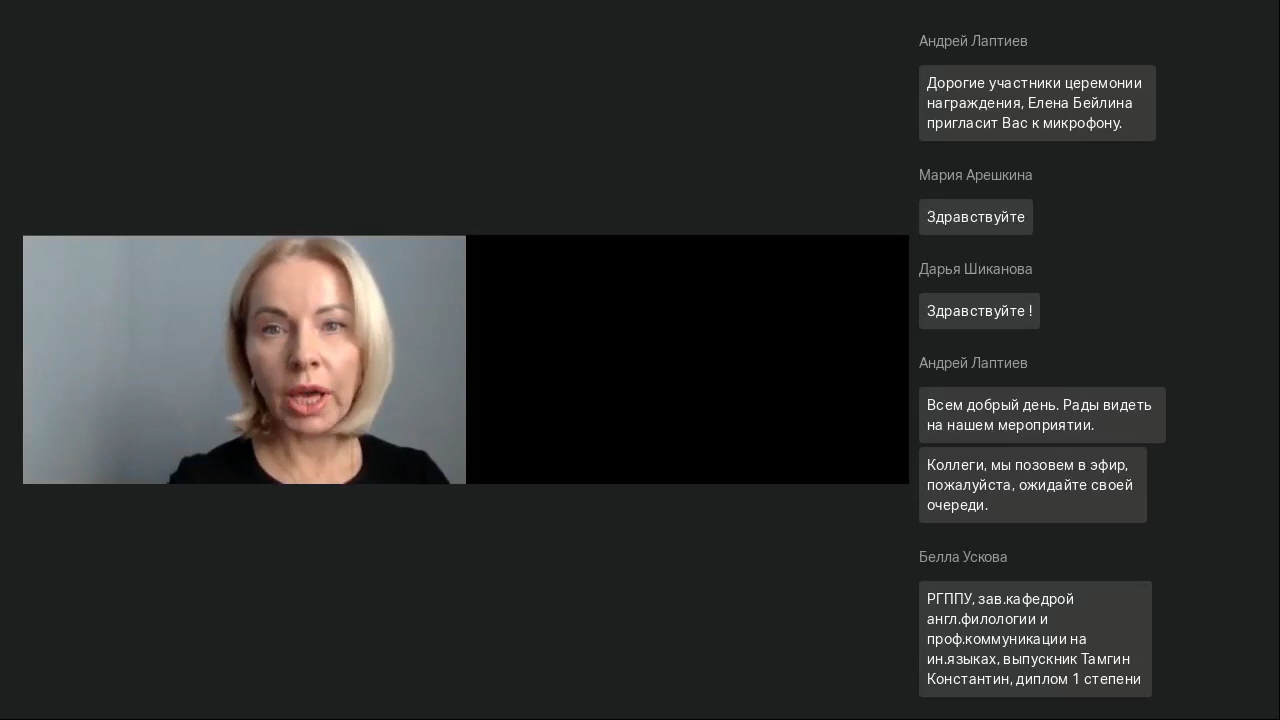 Андрей Лаптиев
Дорогие участники церемонии
награждения, Елена Бейлина
пригласит Вас к микрофону.
Мария Арешкина
Здравствуйте
Дарья Шиканова
Здравствуйте !
Андрей Лаптиев
Всем добрый день. Рады видеть
на нашем мероприятии.
Коллеги, мы позовем в эфир,
пожалуйста, ожидайте своей
очереди.
Белла Ускова
РГППУ, зав.кафедрой
англ.филологии и
проф.коммуникации на
ин.языках, выпускник Тамгин
Константин, диплом 1 степени